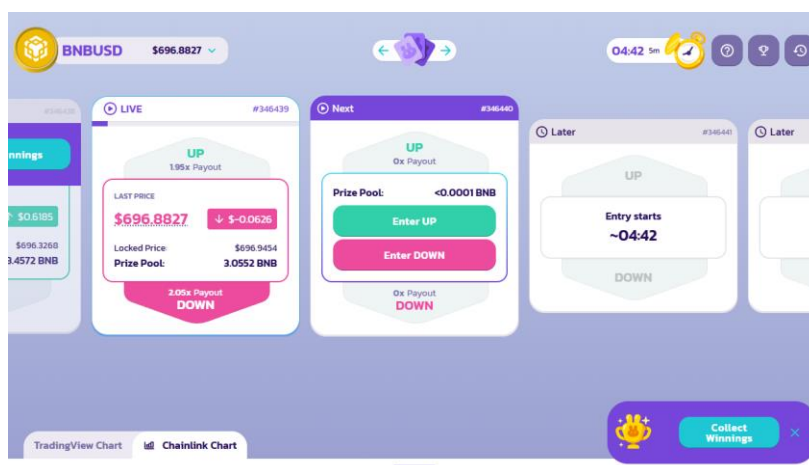 BNBUSD $696.8827
04:42 5m
nnings
$0.6185
$696.3268
3.4572 BNB
LIVE #346439
UP
1.95x Payout
LAST PRICE
$696.8827 ↓ $-0.0626
Locked Price: $696.9454
Prize Pool: 3.0552 BNB
2.05x Payout
DOWN
Next #346440
UP
0x Payout
Prize Pool: <0.0001 BNB
Enter UP
Enter DOWN
0x Payout
DOWN
Later #346441
UP
Entry starts
~04:42
DOWN
Later
TradingView Chart Chainlink Chart
Collect
Winnings